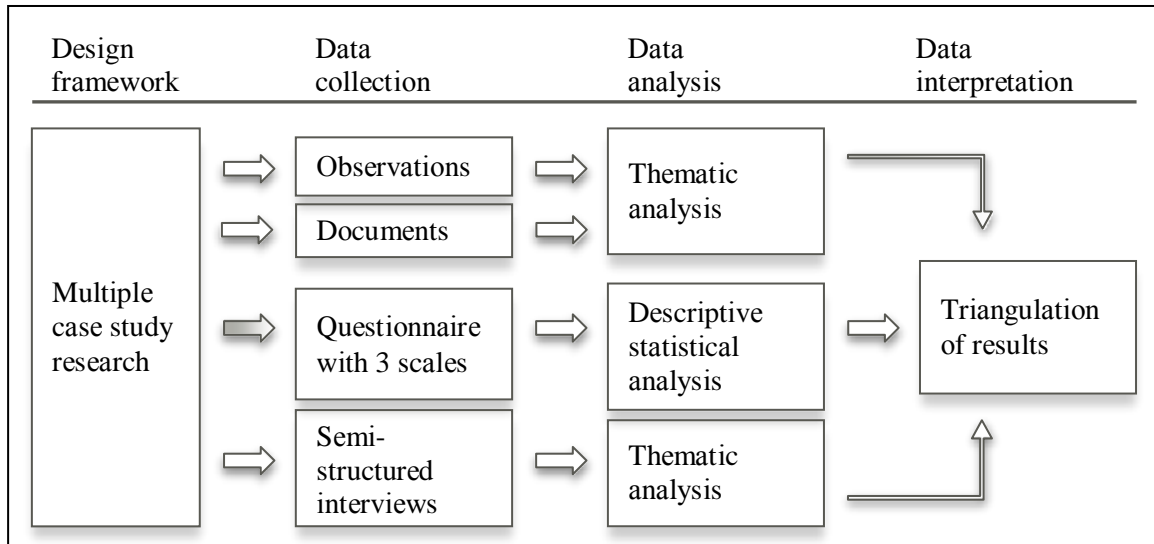 Design
framework
Data
collection
Data
analysis
Data
interpretation
Multiple
case study
research
Observations
Documents
Questionnaire
with 3 scales
Semi-
structured
interviews
Thematic
analysis
Descriptive
statistical
analysis
Thematic
analysis
Triangulation
of results